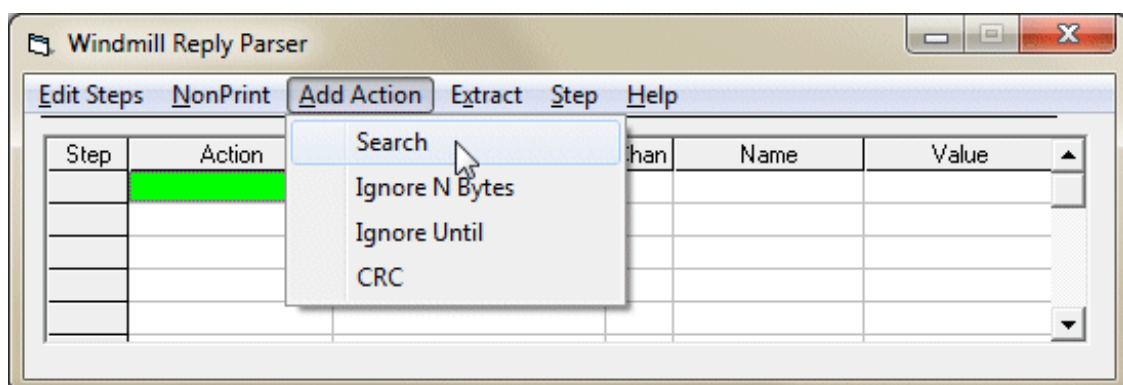 Windmill Reply Parser
Edit Steps NonPrint Add Action Extract Step Help
Step Action Name Value
Search
Ignore N Bytes
Ignore Until
CRC